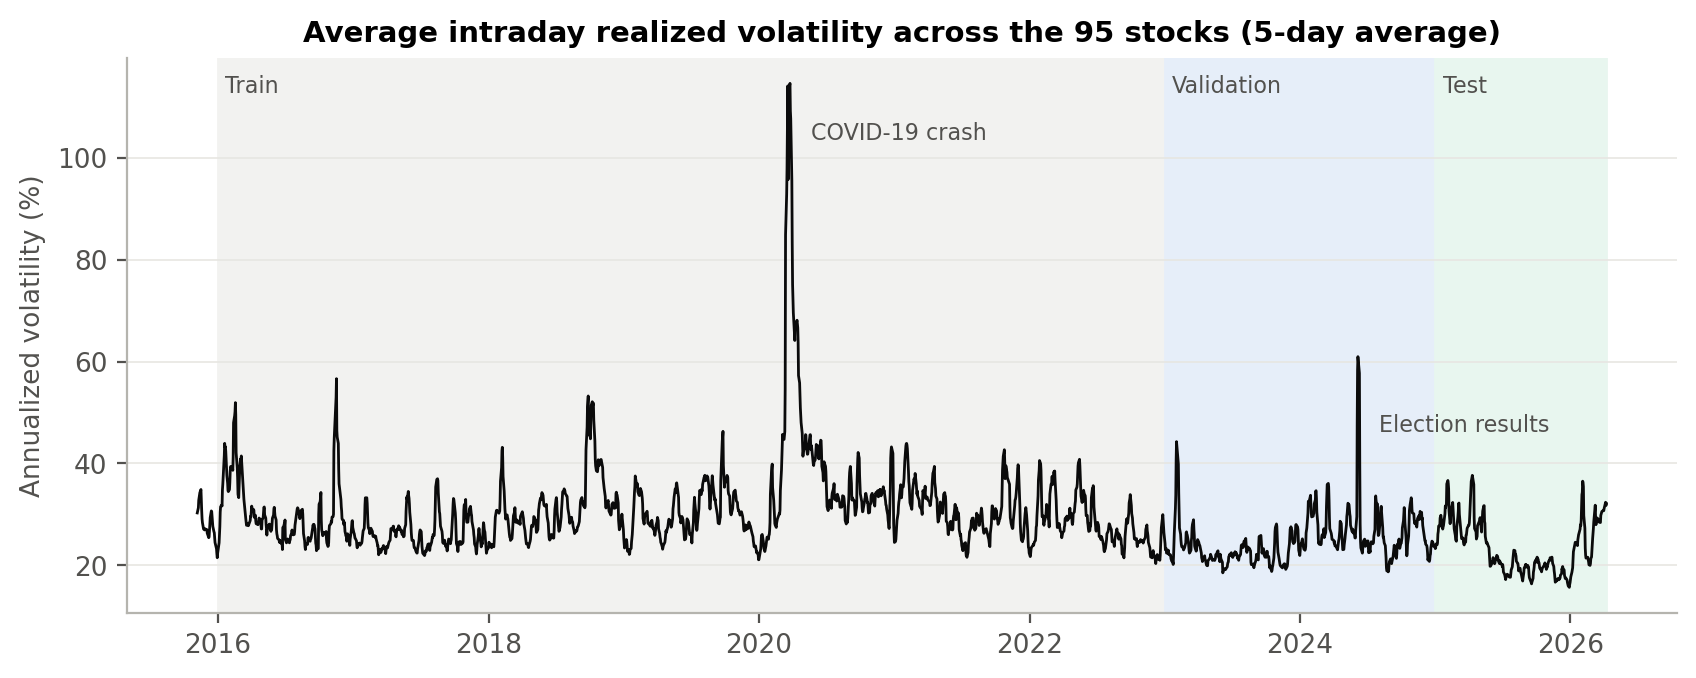 Average intraday realized volatility across the 95 stocks (5-day average)
Train
Validation
Test
COVID-19 crash
Election results
Annualized volatility (%)
100
80
60
40
20
2016
2018
2020
2022
2024
2026